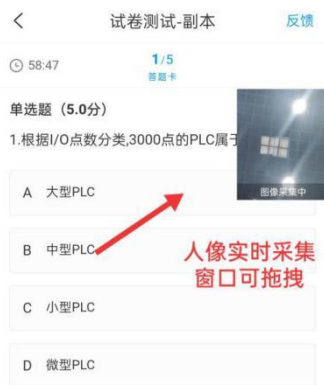 试卷测试-副本
反馈
58:47
1/5
答题卡
单选题（5.0分）
1.根据I/O点数分类,3000点的PLC属于
图像采集中
A 大型PLC
B 中型PLC
人像实时采集
窗口可拖拽
C 小型PLC
D 微型PLC